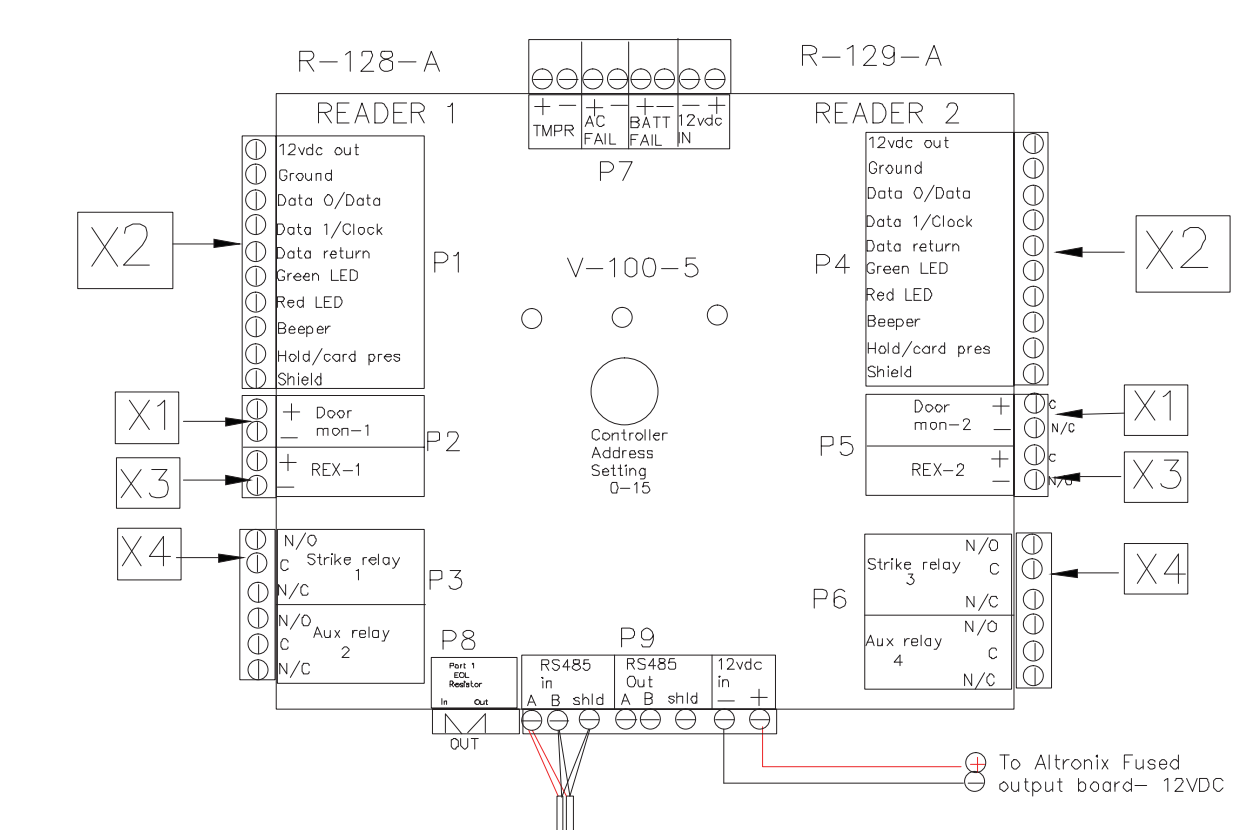 R-128-A
R-129-A
READER 1
READER 2
+ - + - + - - +
TMPR
AC FAIL
BATT FAIL
12vdc IN
P7
12vdc out
Ground
Data 0/Data
Data 1/Clock
Data return
Green LED
Red LED
Beeper
Hold/card pres
Shield
X2
P1
V-100-5
P4
12vdc out
Ground
Data 0/Data
Data 1/Clock
Data return
Green LED
Red LED
Beeper
Hold/card pres
Shield
X2
X1
+ Door
- mon-1
P2
X3
+ REX-1
-
Controller
Address
Setting
0-15
P5
Door +
mon-2 -
C
N/C
X1
REX-2 +
-
C
N/O
X3
X4
N/O
C
N/C
Strike relay
1
P3
N/O
C
N/C
Aux relay
2
P6
Strike relay
3
N/O
C
N/C
X4
Aux relay
4
N/O
C
N/C
P8
Port 1
EOL
Resistor
In Out
OUT
P9
RS485
in
A B shld
RS485
Out
A B shld
12vdc
in
- +
+ To Altronix Fused
- output board- 12VDC